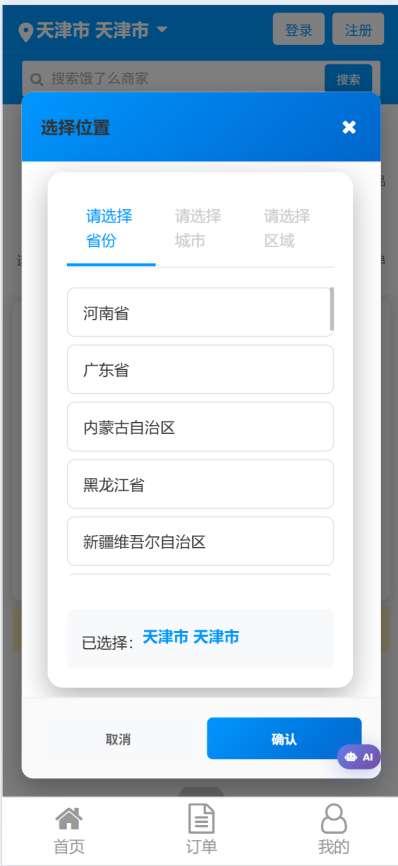 天津市 天津市
登录
注册
搜索饿了么商家
搜索
选择位置
请选择
省份
请选择
城市
请选择
区域
河南省
广东省
内蒙古自治区
黑龙江省
新疆维吾尔自治区
已选择：天津市 天津市
取消
确认
AI
首页
订单
我的